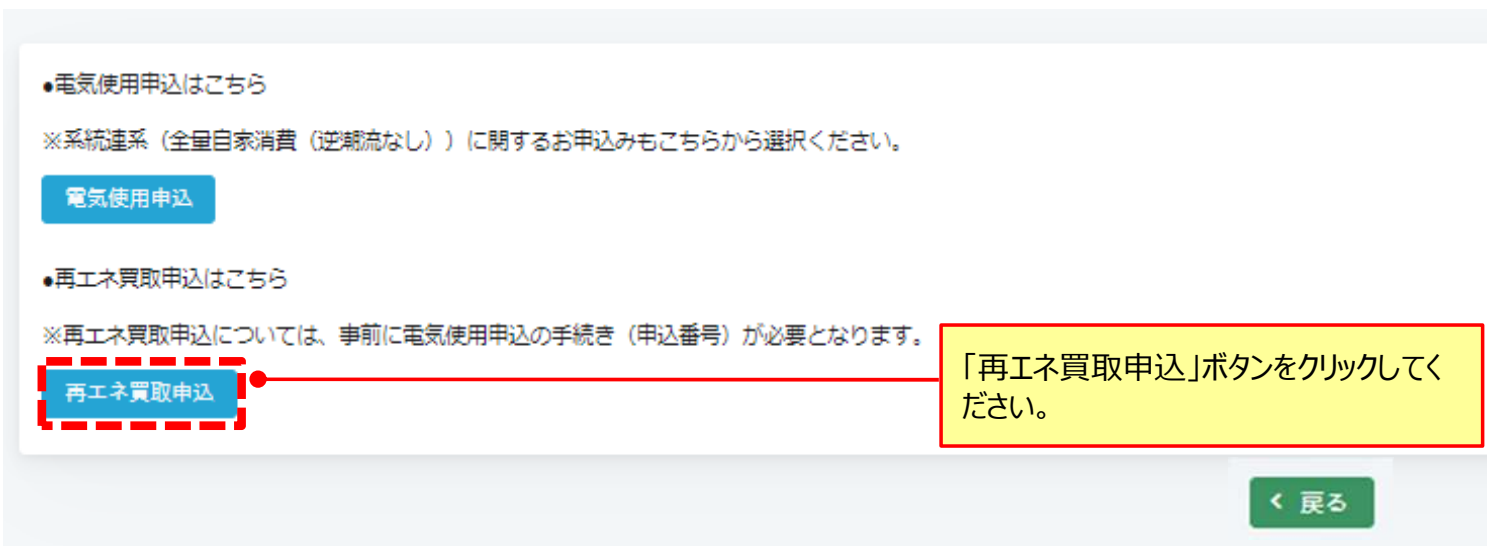 ●電気使用申込はこちら
※系統連系（全量自家消費（逆潮流なし））に関するお申込みもこちらから選択ください。
電気使用申込
●再エネ買取申込はこちら
※再エネ買取申込については、事前に電気使用申込の手続き（申込番号）が必要となります。
再エネ買取申込
「再エネ買取申込」ボタンをクリックしてく
ださい。
< 戻る